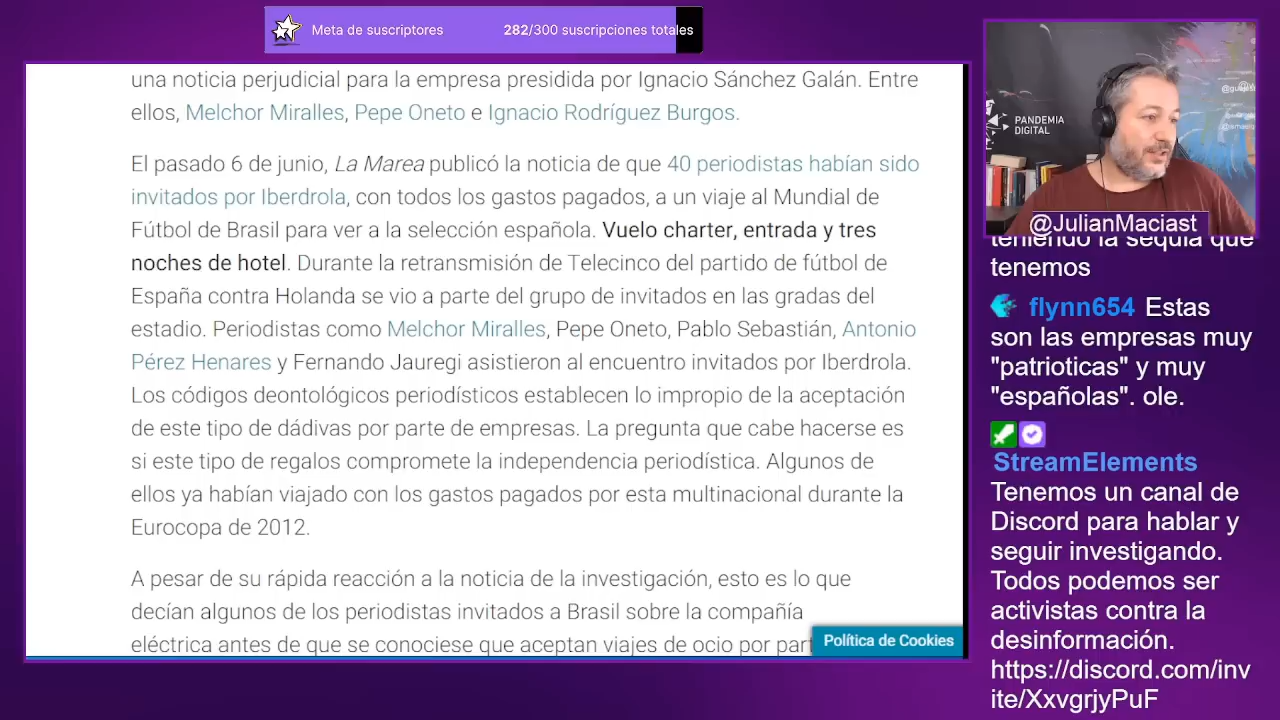 Meta de suscriptores 282/300 suscripciones totales
una noticia perjudicial para la empresa presidida por Ignacio Sánchez Galán. Entre
ellos, Melchor Miralles, Pepe Oneto e Ignacio Rodríguez Burgos.
El pasado 6 de junio, La Marea publicó la noticia de que 40 periodistas habían sido
invitados por Iberdrola, con todos los gastos pagados, a un viaje al Mundial de
Fútbol de Brasil para ver a la selección española. Vuelo charter, entrada y tres
noches de hotel. Durante la retransmisión de Telecinco del partido de fútbol de
España contra Holanda se vio a parte del grupo de invitados en las gradas del
estadio. Periodistas como Melchor Miralles, Pepe Oneto, Pablo Sebastián, Antonio
Pérez Henares y Fernando Jauregi asistieron al encuentro invitados por Iberdrola.
Los códigos deontológicos periodísticos establecen lo impropio de la aceptación
de este tipo de dádivas por parte de empresas. La pregunta que cabe hacerse es
si este tipo de regalos compromete la independencia periodística. Algunos de
ellos ya habían viajado con los gastos pagados por esta multinacional durante la
Eurocopa de 2012.
A pesar de su rápida reacción a la noticia de la investigación, esto es lo que
decían algunos de los periodistas invitados a Brasil sobre la compañía
eléctrica antes de que se conociese que aceptan viajes de ocio por part
Política de Cookies
PANDEMIA
DIGITAL
@JulianMaciast
teniendo la sequía que
tenemos
flynn654 Estas
son las empresas muy
"patrioticas" y muy
"españolas". ole.
StreamElements
Tenemos un canal de
Discord para hablar y
seguir investigando.
Todos podemos ser
activistas contra la
desinformación.
https://discord.com/inv
ite/XxvgrjyPuF